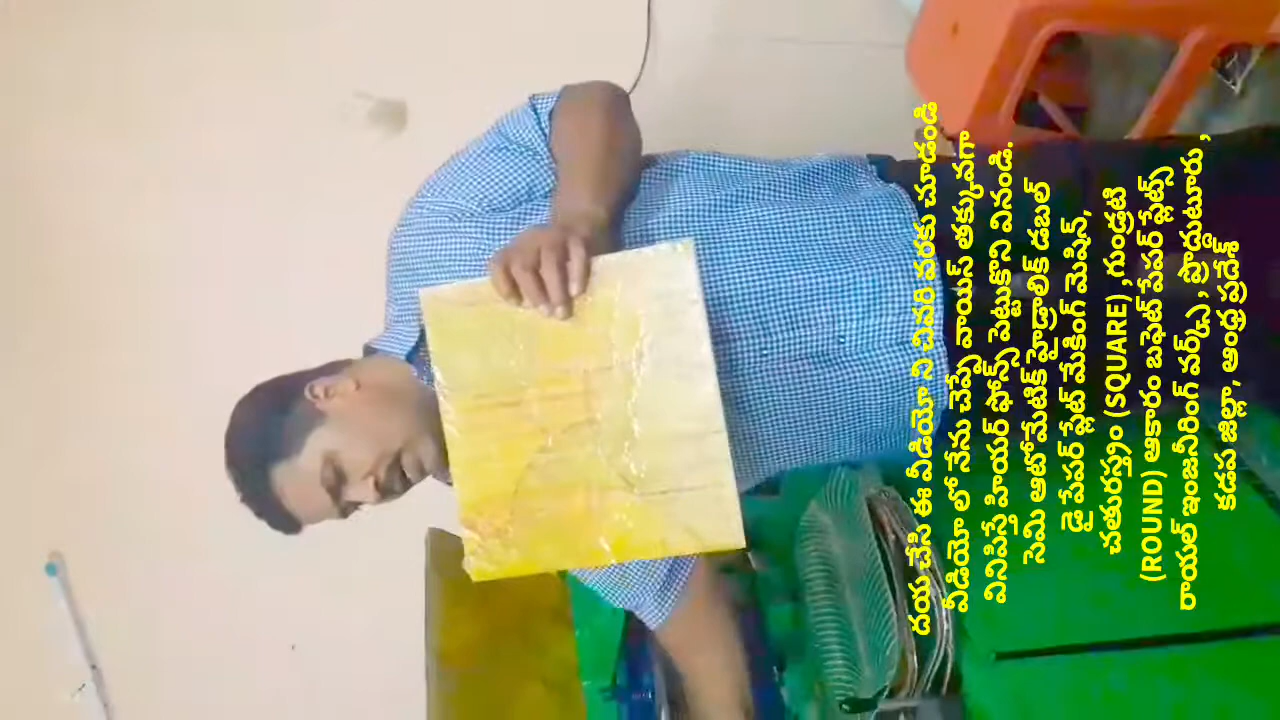 దయ చేసి ఈ వీడియో ని చివరి వరకు చూడండి
వీడియో లో నేను చెప్పే వాయిస్ తక్కువగా
వినిపిస్తే హియర్ ఫోన్స్ పెట్టుకొని వినండి.
సెమి ఆటోమేటిక్ హైడ్రాలిక్ డబల్
డై పేపర్ ప్లేట్ మేకింగ్ మెషిన్,
చతురస్త్రం (SQUARE) ,గుండ్రటి
(ROUND) ఆకారం బఫెట్ పేపర్ ప్లేట్స్
రాయల్ ఇంజనీరింగ్ వర్క్స్ , ప్రొద్దుటూరు ,
కడప జిల్లా, ఆంధ్ర ప్రదేశ్